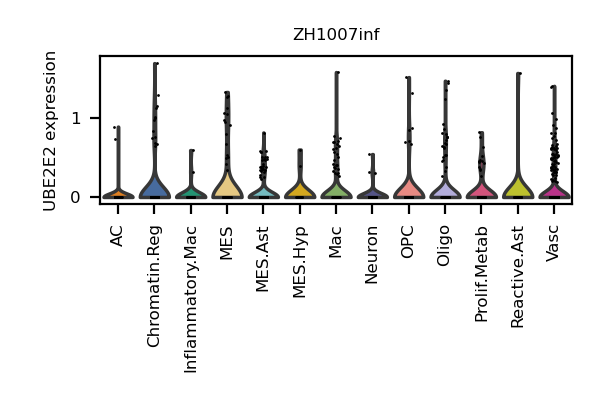 ZH1007inf
UBE2E2 expression
1
0
AC
Chromatin.Reg
Inflammatory.Mac
MES
MES.Ast
MES.Hyp
Mac
Neuron
OPC
Oligo
Prolif.Metab
Reactive.Ast
Vasc